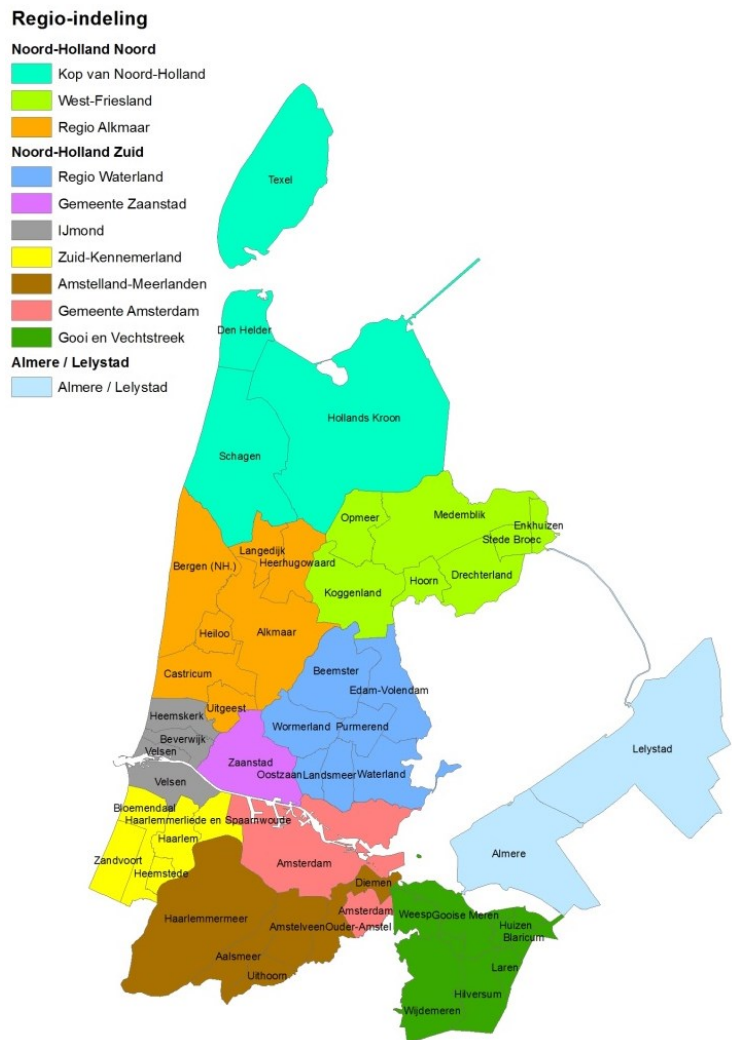 Regio-indeling
Noord-Holland Noord
Kop van Noord-Holland
West-Friesland
Regio Alkmaar
Noord-Holland Zuid
Regio Waterland
Gemeente Zaanstad
IJmond
Zuid-Kennemerland
Amstelland-Meerlanden
Gemeente Amsterdam
Gooi en Vechtstreek
Almere / Lelystad
Almere / Lelystad
Texel
Den Helder
Hollands Kroon
Schagen
Opmeer
Medemblik
Enkhuizen
Stede Broec
Langedijk
Heerhugowaard
Bergen (NH.)
Hoorn
Drechterland
Koggenland
Heiloo
Alkmaar
Castricum
Beemster
Edam-Volendam
Uitgeest
Heemskerk
Wormerland
Purmerend
Beverwijk
Velsen
Zaanstad
Oostzaan
Landsmeer
Waterland
Lelystad
Velsen
Bloemendaal
Haarlemmerliede en Spaarnwoude
Haarlem
Zandvoort
Heemstede
Amsterdam
Almere
Diemen
Haarlemmermeer
Amsterdam
Weesp
Gooise Meren
Amstelveen
Ouder-Amstel
Huizen
Blaricum
Aalsmeer
Uithoorn
Laren
Hilversum
Wijdemeren